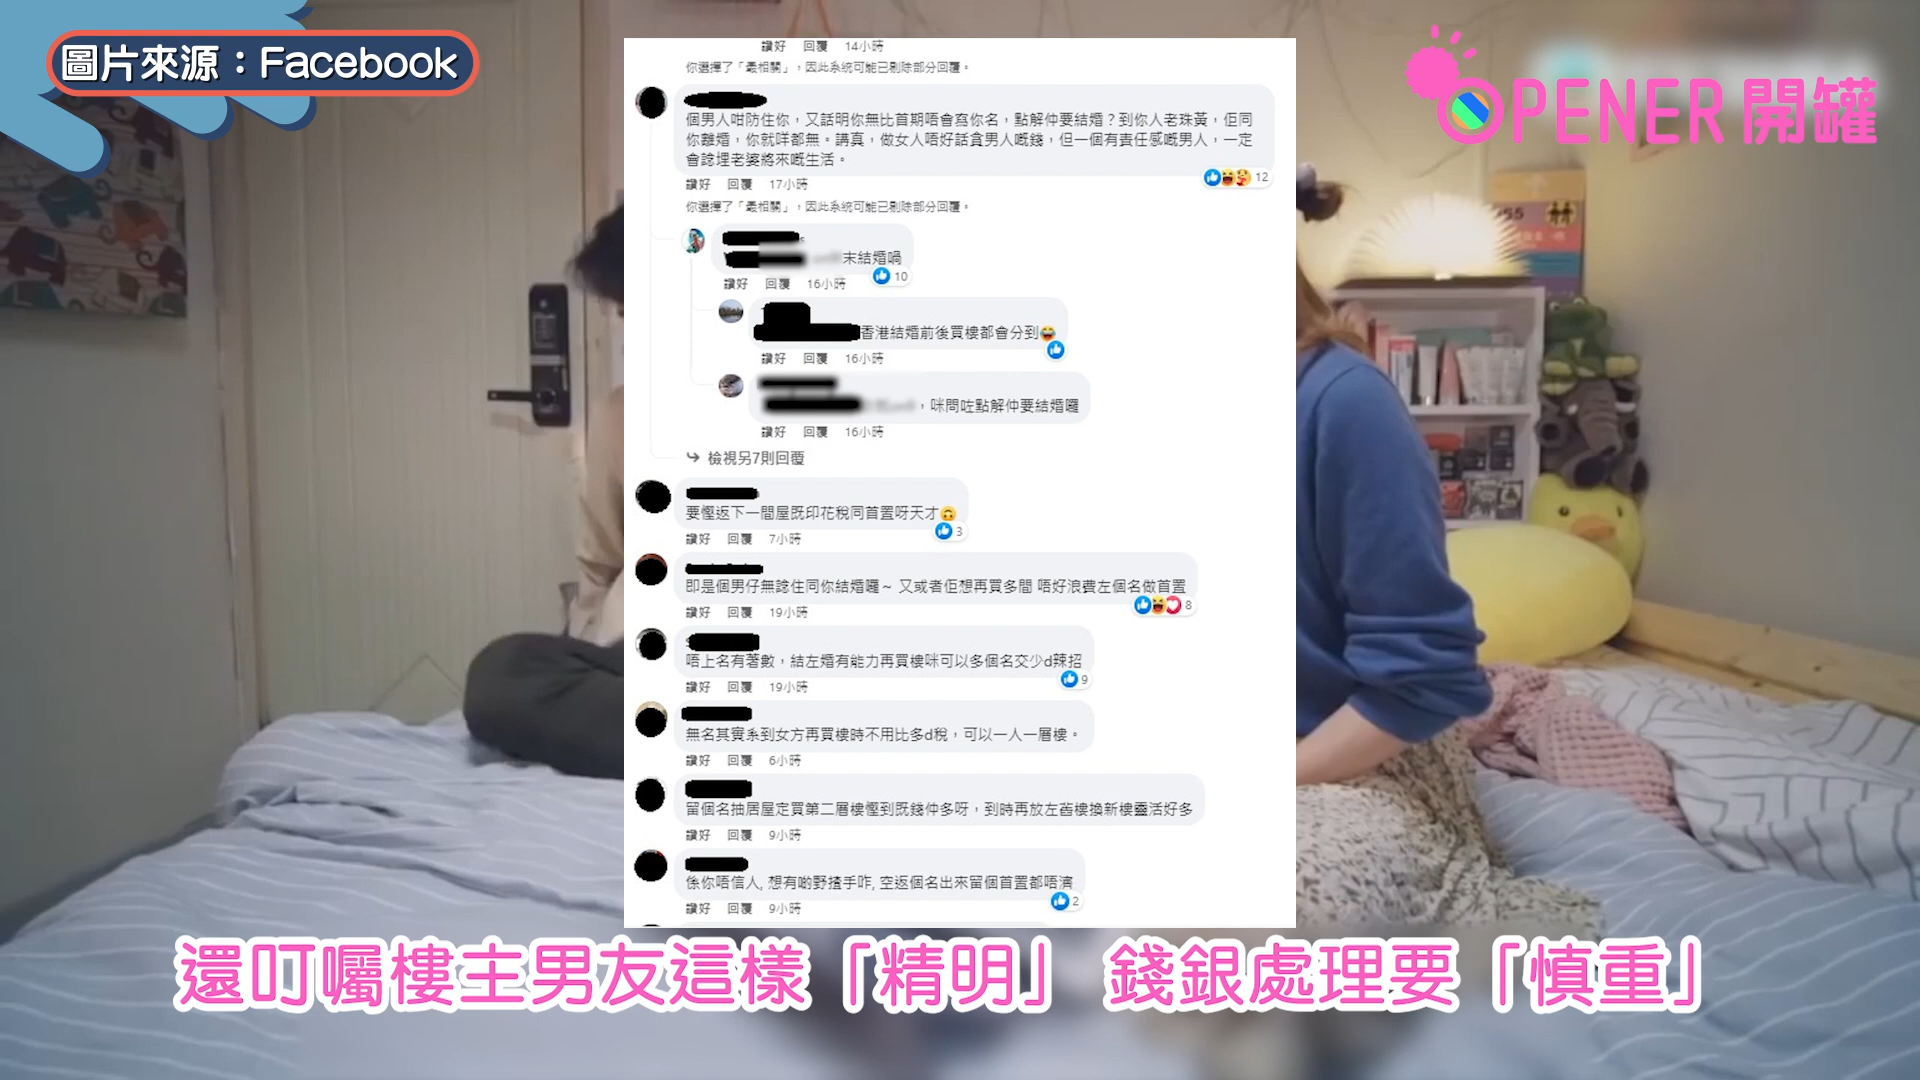 圖片來源：Facebook
OPENER 開罐
讚好 回覆 14小時
你選擇了「最相關」，因此系統可能已剔除部分回覆。
個男人咁防住你，又話明你無比首期唔會寫你名，點解仲要結婚？到你人老珠黃，佢同
你離婚，你就咩都無。講真，做女人唔好話貪男人嘅錢，但一個有責任感嘅男人，一定
會諗埋老婆將來嘅生活。
12
讚好 回覆 17小時
你選擇了「最相關」，因此系統可能已剔除部分回覆。
末結婚喎
讚好 回覆 16小時
10
香港結婚前後買樓都會分到
讚好 回覆 16小時
，咪問咗點解仲要結婚囉
讚好 回覆 16小時
檢視另7則回覆
要慳返下一間屋既印花稅同首置呀天才
3
讚好 回覆 7小時
即是個男仔無諗住同你結婚囉～ 又或者佢想再買多間 唔好浪費左個名做首置
8
讚好 回覆 19小時
唔上名有著數，結左婚有能力再買樓咪可以多個名交少d辣招
9
讚好 回覆 19小時
無名其實系到女方再買樓時不用比多d稅，可以一人一層樓。
讚好 回覆 6小時
留個名抽居屋定買第二層樓慳到既錢仲多呀，到時再放左舊樓換新樓靈活好多
讚好 回覆 9小時
係你唔信人, 想有啲野揸手咋, 空返個名出來留個首置都唔濟
2
讚好 回覆 9小時
還叮囑樓主男友這樣「精明」 錢銀處理要「慎重」